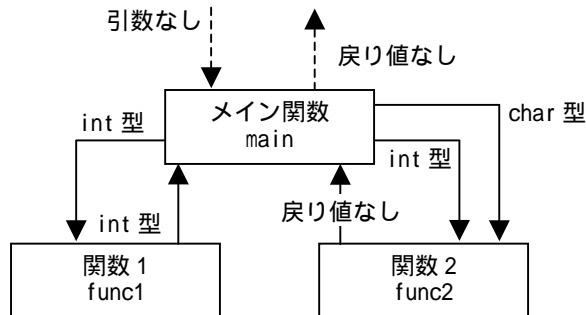 引数なし
戻り値なし
メイン関数
main
int 型
char 型
int 型
int 型
戻り値なし
関数 1
func1
関数 2
func2